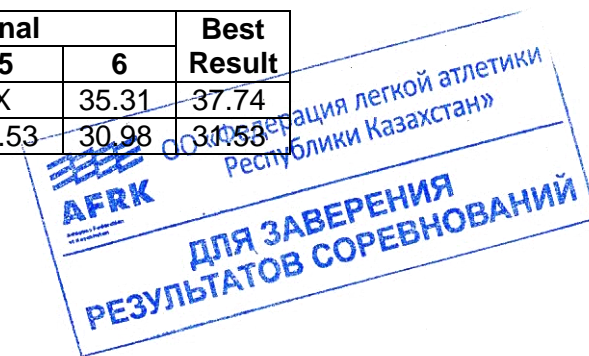 nal Best
5 6 Result
X 35.31 37.74
.53 30.98 31.53
ОО «Федерация легкой атлетики
Республики Казахстан»
AFRK
ДЛЯ ЗАВЕРЕНИЯ
РЕЗУЛЬТАТОВ СОРЕВНОВАНИЙ